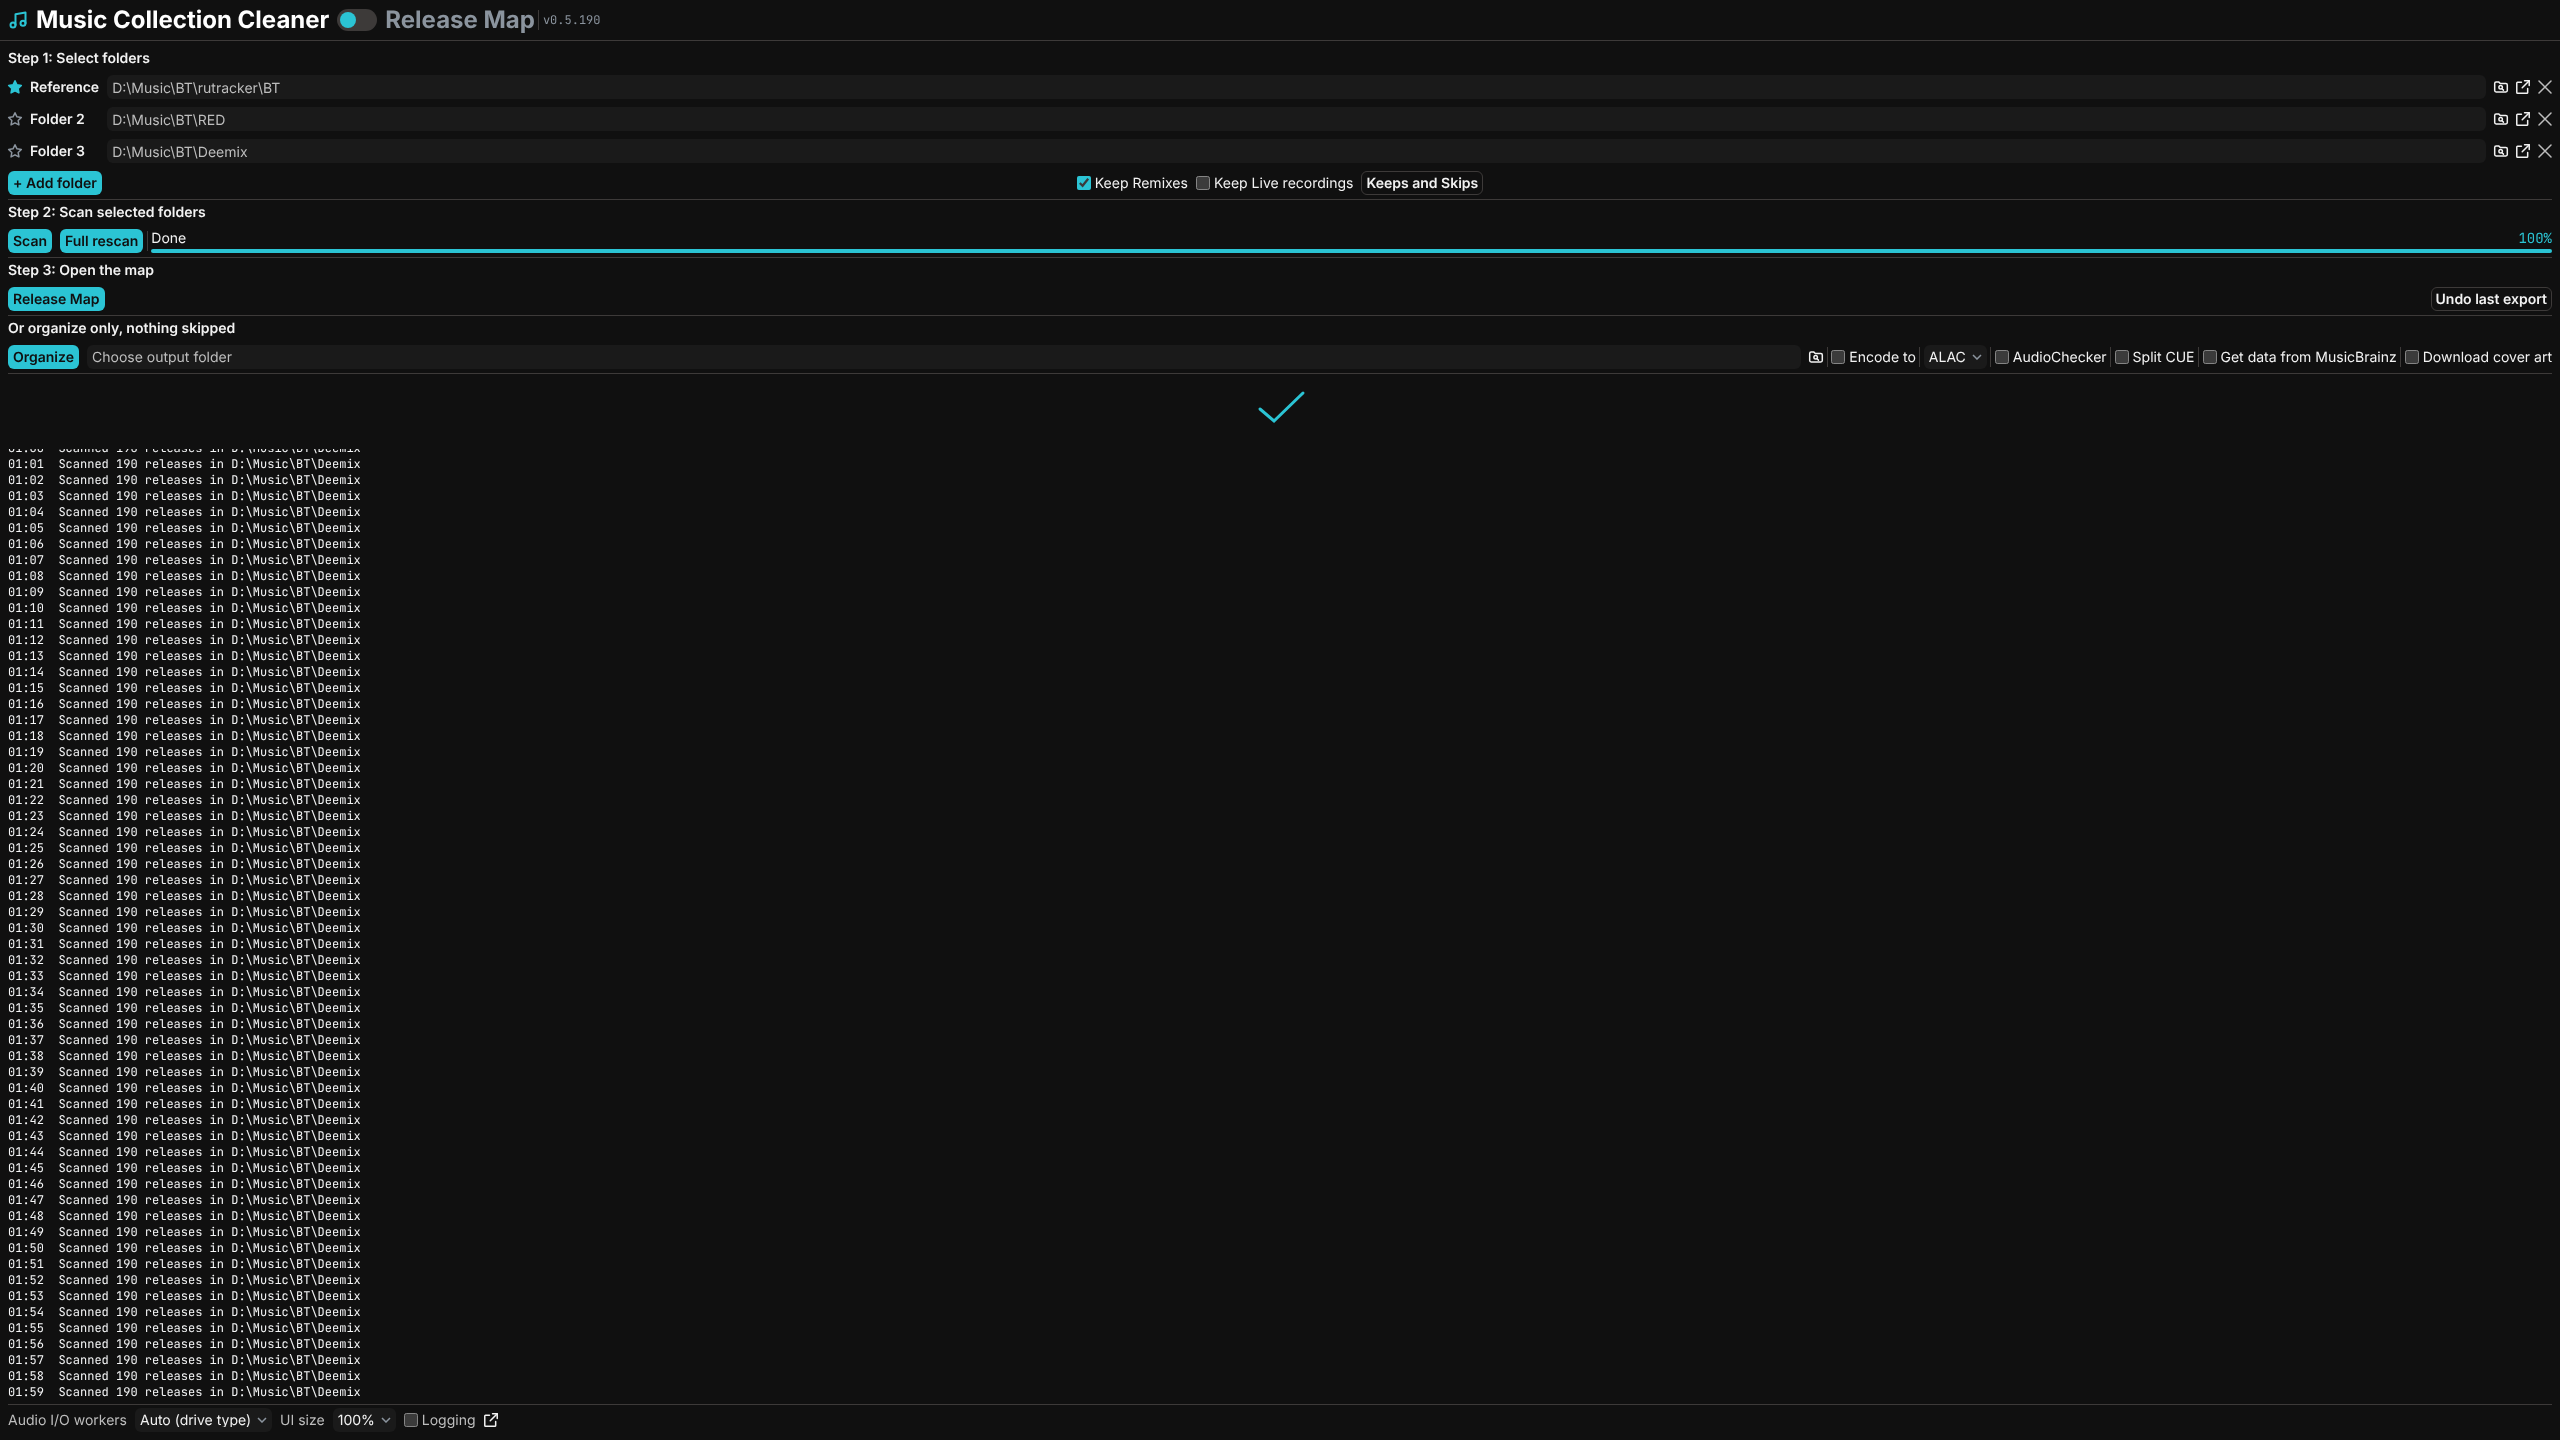 Music Collection Cleaner Release Map v0.5.190
Step 1: Select folders
Reference D:\Music\BT\rutracker\BT
Folder 2 D:\Music\BT\RED
Folder 3 D:\Music\BT\Deemix
+ Add folder Keep Remixes Keep Live recordings Keeps and Skips
Step 2: Scan selected folders
Scan Full rescan Done 100%
Step 3: Open the map
Release Map Undo last export
Or organize only, nothing skipped
Organize Choose output folder Encode to ALAC AudioChecker Split CUE Get data from MusicBrainz Download cover art
01:00 Scanned 190 releases in D:\Music\BT\Deemix
01:01 Scanned 190 releases in D:\Music\BT\Deemix
01:02 Scanned 190 releases in D:\Music\BT\Deemix
01:03 Scanned 190 releases in D:\Music\BT\Deemix
01:04 Scanned 190 releases in D:\Music\BT\Deemix
01:05 Scanned 190 releases in D:\Music\BT\Deemix
01:06 Scanned 190 releases in D:\Music\BT\Deemix
01:07 Scanned 190 releases in D:\Music\BT\Deemix
01:08 Scanned 190 releases in D:\Music\BT\Deemix
01:09 Scanned 190 releases in D:\Music\BT\Deemix
01:10 Scanned 190 releases in D:\Music\BT\Deemix
01:11 Scanned 190 releases in D:\Music\BT\Deemix
01:12 Scanned 190 releases in D:\Music\BT\Deemix
01:13 Scanned 190 releases in D:\Music\BT\Deemix
01:14 Scanned 190 releases in D:\Music\BT\Deemix
01:15 Scanned 190 releases in D:\Music\BT\Deemix
01:16 Scanned 190 releases in D:\Music\BT\Deemix
01:17 Scanned 190 releases in D:\Music\BT\Deemix
01:18 Scanned 190 releases in D:\Music\BT\Deemix
01:19 Scanned 190 releases in D:\Music\BT\Deemix
01:20 Scanned 190 releases in D:\Music\BT\Deemix
01:21 Scanned 190 releases in D:\Music\BT\Deemix
01:22 Scanned 190 releases in D:\Music\BT\Deemix
01:23 Scanned 190 releases in D:\Music\BT\Deemix
01:24 Scanned 190 releases in D:\Music\BT\Deemix
01:25 Scanned 190 releases in D:\Music\BT\Deemix
01:26 Scanned 190 releases in D:\Music\BT\Deemix
01:27 Scanned 190 releases in D:\Music\BT\Deemix
01:28 Scanned 190 releases in D:\Music\BT\Deemix
01:29 Scanned 190 releases in D:\Music\BT\Deemix
01:30 Scanned 190 releases in D:\Music\BT\Deemix
01:31 Scanned 190 releases in D:\Music\BT\Deemix
01:32 Scanned 190 releases in D:\Music\BT\Deemix
01:33 Scanned 190 releases in D:\Music\BT\Deemix
01:34 Scanned 190 releases in D:\Music\BT\Deemix
01:35 Scanned 190 releases in D:\Music\BT\Deemix
01:36 Scanned 190 releases in D:\Music\BT\Deemix
01:37 Scanned 190 releases in D:\Music\BT\Deemix
01:38 Scanned 190 releases in D:\Music\BT\Deemix
01:39 Scanned 190 releases in D:\Music\BT\Deemix
01:40 Scanned 190 releases in D:\Music\BT\Deemix
01:41 Scanned 190 releases in D:\Music\BT\Deemix
01:42 Scanned 190 releases in D:\Music\BT\Deemix
01:43 Scanned 190 releases in D:\Music\BT\Deemix
01:44 Scanned 190 releases in D:\Music\BT\Deemix
01:45 Scanned 190 releases in D:\Music\BT\Deemix
01:46 Scanned 190 releases in D:\Music\BT\Deemix
01:47 Scanned 190 releases in D:\Music\BT\Deemix
01:48 Scanned 190 releases in D:\Music\BT\Deemix
01:49 Scanned 190 releases in D:\Music\BT\Deemix
01:50 Scanned 190 releases in D:\Music\BT\Deemix
01:51 Scanned 190 releases in D:\Music\BT\Deemix
01:52 Scanned 190 releases in D:\Music\BT\Deemix
01:53 Scanned 190 releases in D:\Music\BT\Deemix
01:54 Scanned 190 releases in D:\Music\BT\Deemix
01:55 Scanned 190 releases in D:\Music\BT\Deemix
01:56 Scanned 190 releases in D:\Music\BT\Deemix
01:57 Scanned 190 releases in D:\Music\BT\Deemix
01:58 Scanned 190 releases in D:\Music\BT\Deemix
01:59 Scanned 190 releases in D:\Music\BT\Deemix
Audio I/O workers Auto (drive type) UI size 100% Logging